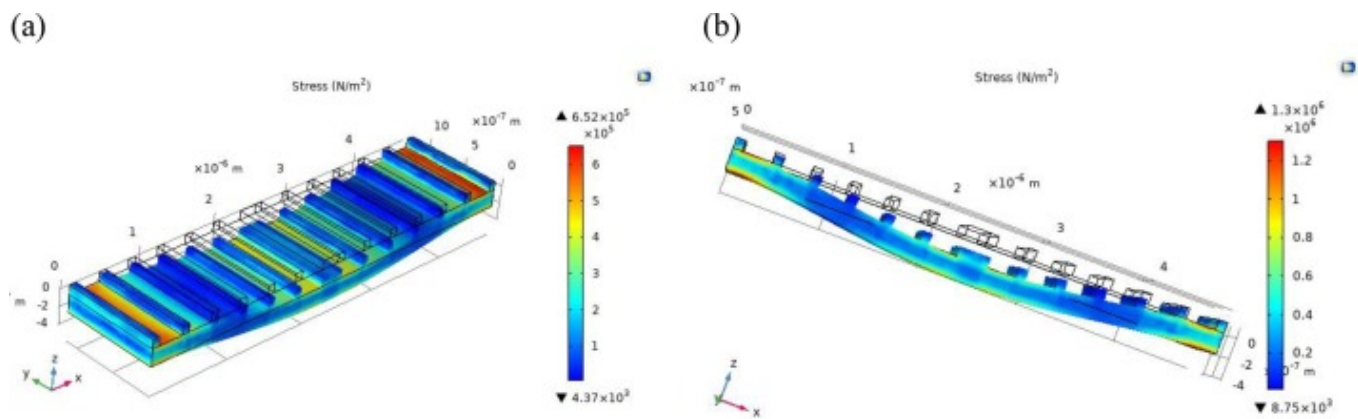 (a)
Stress (N/m²)
×10⁻⁷ m
10
5
0
4
3
×10⁻⁶ m
2
1
0
0
-2
-4
m
y
z
x
▲ 6.52×10⁵
×10⁵
6
5
4
3
2
1
▼ 4.37×10³
(b)
Stress (N/m²)
×10⁻⁷ m
5
0
1
2
×10⁻⁶ m
3
4
0
-2
-4
×10⁻⁷ m
z
y
x
▲ 1.3×10⁶
×10⁶
1.2
1
0.8
0.6
0.4
0.2
▼ 8.75×10³